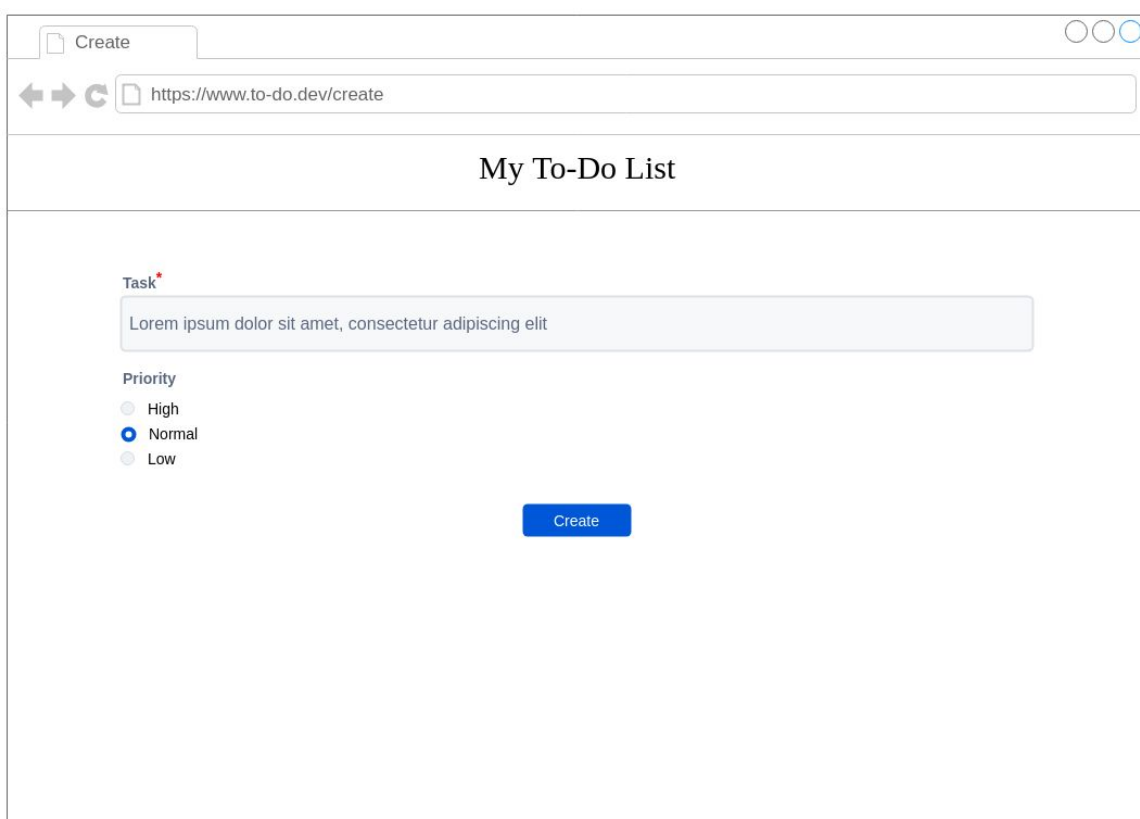 Create
https://www.to-do.dev/create
My To-Do List
Task*
Lorem ipsum dolor sit amet, consectetur adipiscing elit
Priority
High
Normal
Low
Create